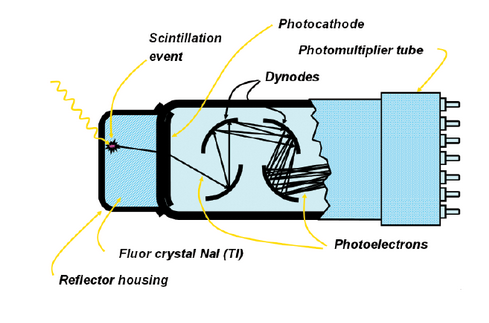 Scintillation
event
Photocathode
Photomultiplier tube
Dynodes
Photoelectrons
Fluor crystal NaI (Tl)
Reflector housing